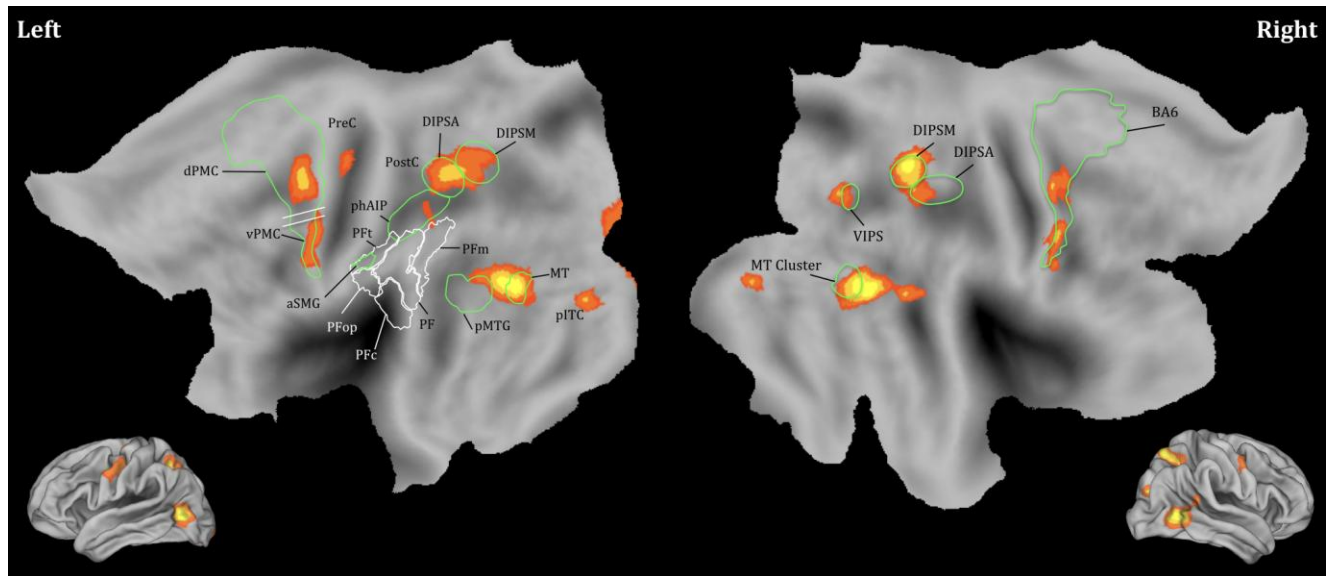 Left
Right
PreC
DIPSA
DIPSM
PostC
dPMC
phAIP
vPMC
PFt
PFm
aSMG
MT
PFop
PF
pMTG
pITC
PFc
BA6
DIPSM
DIPSA
VIPS
MT Cluster